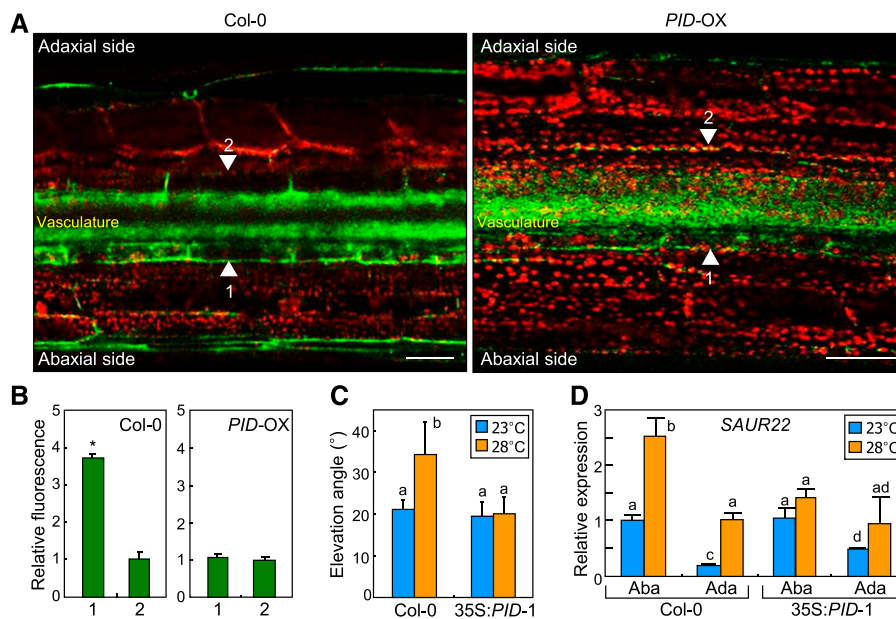 A
Col-0
PID-OX
Adaxial side
Adaxial side
2
2
Vasculature
Vasculature
1
1
Abaxial side
Abaxial side
B
Relative fluorescence
5
4
3
2
1
0
Col-0
*
1 2
5
4
3
2
1
0
PID-OX
1 2
C
Elevation angle (°)
40
30
20
10
0
23°C
28°C
a b a a
Col-0 35S:PID-1
D
Relative expression
3
2
1
0
SAUR22
23°C
28°C
a b c a a a d ad
Aba Ada Aba Ada
Col-0 35S:PID-1